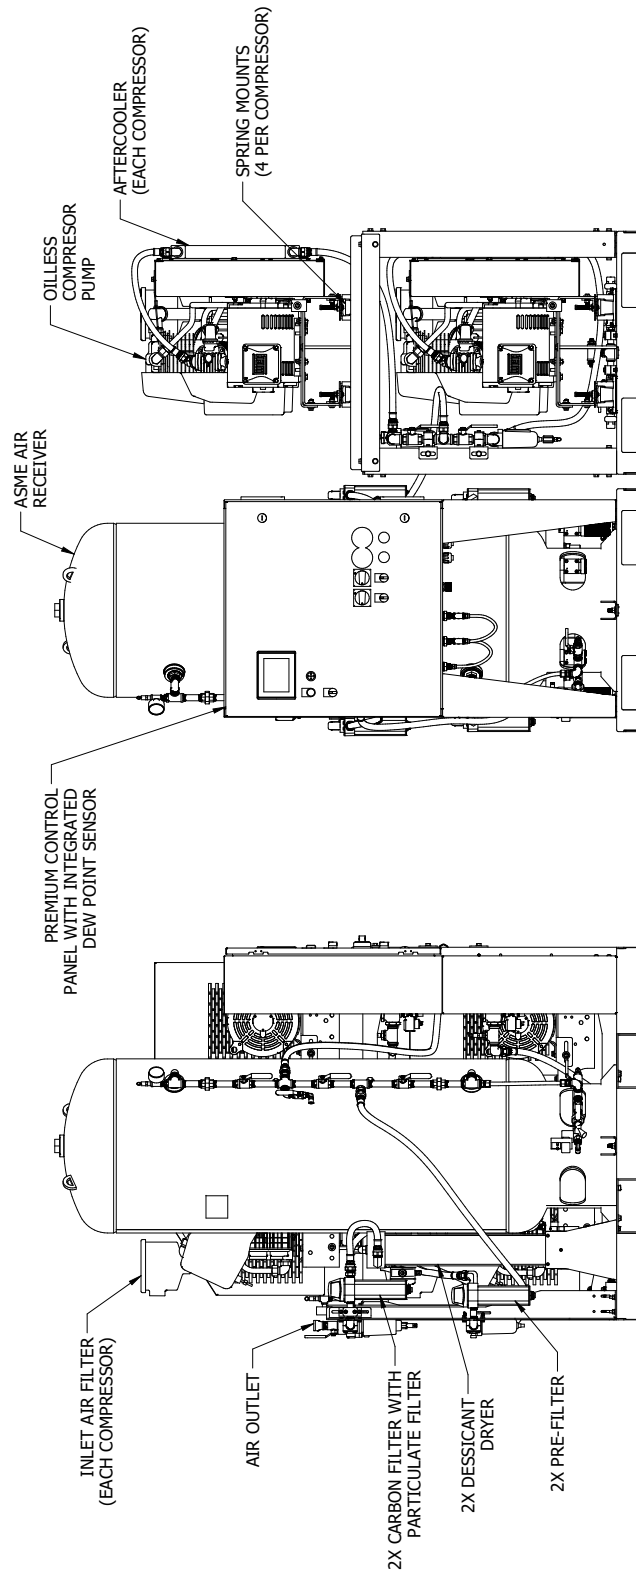 INLET AIR FILTER
(EACH COMPRESSOR)
AIR OUTLET
2X CARBON FILTER WITH
PARTICULATE FILTER
2X DESSICANT
DRYER
2X PRE-FILTER
PREMIUM CONTROL
PANEL WITH INTEGRATED
DEW POINT SENSOR
ASME AIR
RECEIVER
OILLESS
COMPRESOR
PUMP
AFTERCOOLER
(EACH COMPRESSOR)
SPRING MOUNTS
(4 PER COMPRESSOR)